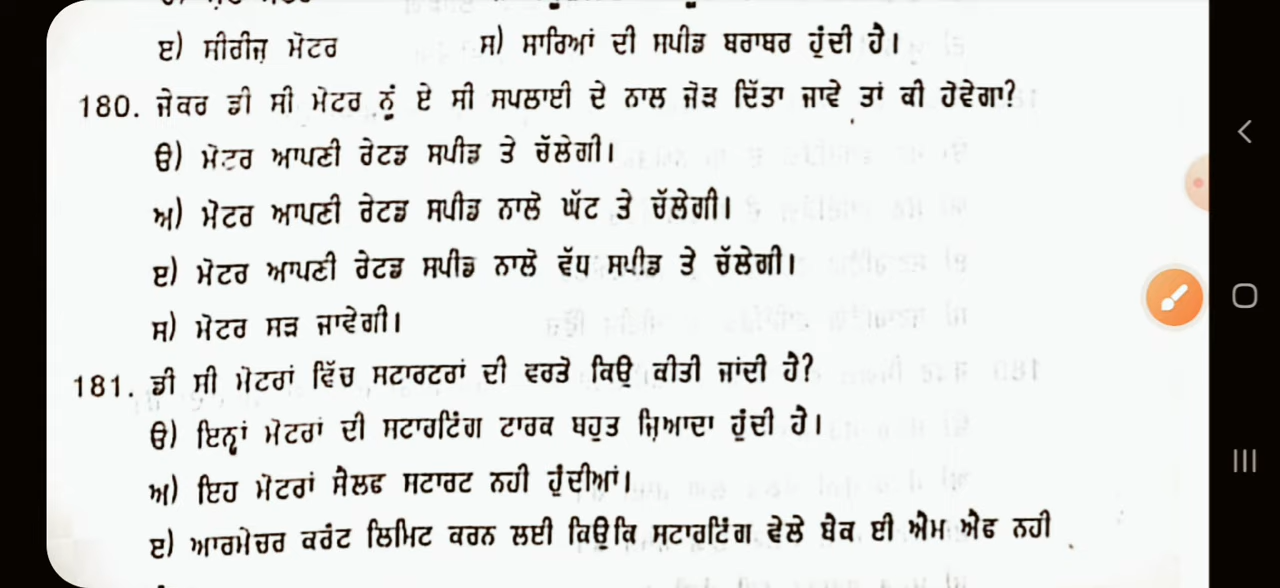 ਏ) ਸੀਰੀਜ਼ ਮੋਟਰ ਸ) ਸਾਰਿਆਂ ਦੀ ਸਪੀਡ ਬਰਾਬਰ ਹੁੰਦੀ ਹੈ।
180. ਜੇਕਰ ਡੀ ਸੀ ਮੋਟਰ ਨੂੰ ਏ ਸੀ ਸਪਲਾਈ ਦੇ ਨਾਲ ਜੋੜ ਦਿੱਤਾ ਜਾਵੇ ਤਾਂ ਕੀ ਹੋਵੇਗਾ?
ੳ) ਮੋਟਰ ਆਪਣੀ ਰੇਟਡ ਸਪੀਡ ਤੇ ਚੱਲੇਗੀ।
ਅ) ਮੋਟਰ ਆਪਣੀ ਰੇਟਡ ਸਪੀਡ ਨਾਲੋ ਘੱਟ ਤੇ ਚੱਲੇਗੀ।
ੲ) ਮੋਟਰ ਆਪਣੀ ਰੇਟਡ ਸਪੀਡ ਨਾਲੋ ਵੱਧ ਸਪੀਡ ਤੇ ਚੱਲੇਗੀ।
ਸ) ਮੋਟਰ ਸੜ ਜਾਵੇਗੀ।
181. ਡੀ ਸੀ ਮੋਟਰਾਂ ਵਿੱਚ ਸਟਾਰਟਰਾਂ ਦੀ ਵਰਤੋ ਕਿਉ ਕੀਤੀ ਜਾਂਦੀ ਹੈ?
ੳ) ਇਨ੍ਹਾਂ ਮੋਟਰਾਂ ਦੀ ਸਟਾਰਟਿੰਗ ਟਾਰਕ ਬਹੁਤ ਜ਼ਿਆਦਾ ਹੁੰਦੀ ਹੈ।
ਅ) ਇਹ ਮੋਟਰਾਂ ਸੈਲਫ ਸਟਾਰਟ ਨਹੀ ਹੁੰਦੀਆਂ।
ੲ) ਆਰਮੇਚਰ ਕਰੰਟ ਲਿਮਿਟ ਕਰਨ ਲਈ ਕਿਉਕਿ ਸਟਾਰਟਿੰਗ ਵੇਲੇ ਬੈਕ ਈ ਐਮ ਐਫ ਨਹੀ